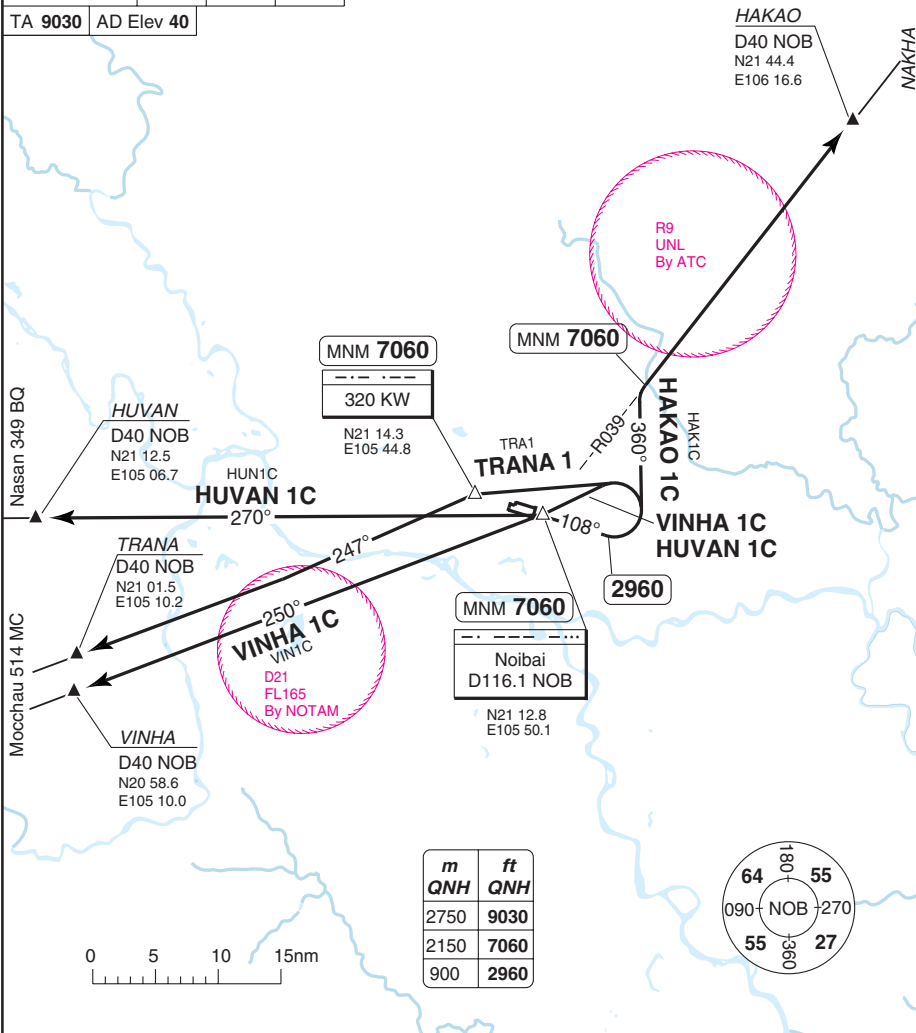 TA 9030 AD Elev 40
HAKAO
D40 NOB
N21 44.4
E106 16.6
NAKHA
R9
UNL
By ATC
MNM 7060
320 KW
N21 14.3
E105 44.8
MNM 7060
R039
360°
HAKAO 1C
HAK1C
Nasan 349 BQ
HUVAN
D40 NOB
N21 12.5
E105 06.7
HUN1C
HUVAN 1C
270°
TRA1
TRANA 1
108°
VINHA 1C
HUVAN 1C
2960
TRANA
D40 NOB
N21 01.5
E105 10.2
247°
250°
VINHA 1C
VIN1C
D21
FL165
By NOTAM
MNM 7060
Noibai
D116.1 NOB
N21 12.8
E105 50.1
Mocchau 514 MC
VINHA
D40 NOB
N20 58.6
E105 10.0
m ft
QNH QNH
2750 9030
2150 7060
900 2960
0 5 10 15nm
180
64 55
090 NOB 270
55 27
360